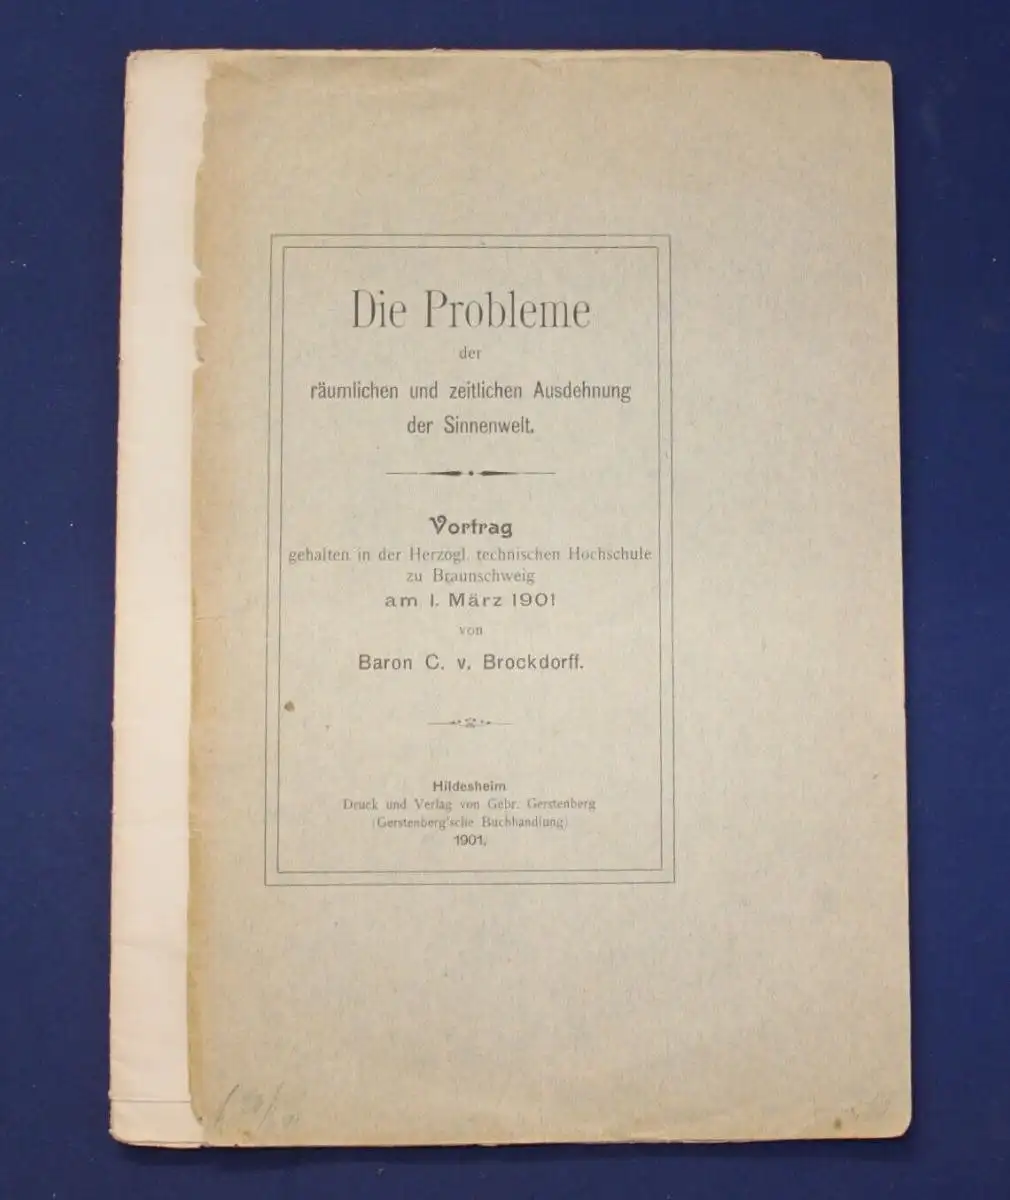 Die Probleme
der
räumlichen und zeitlichen Ausdehnung
der Sinnenwelt.
Vortrag
gehalten in der Herzogl. technischen Hochschule
zu Braunschweig
am 1. März 1901
von
Baron C. v. Brockdorff.
Hildesheim
Druck und Verlag von Gebr. Gerstenberg
(Gerstenberg'sche Buchhandlung)
1901.